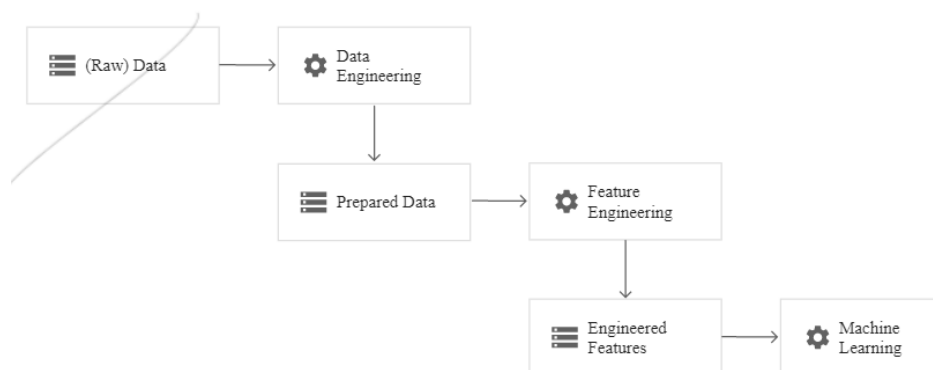 (Raw) Data
Data
Engineering
Prepared Data
Feature
Engineering
Engineered
Features
Machine
Learning